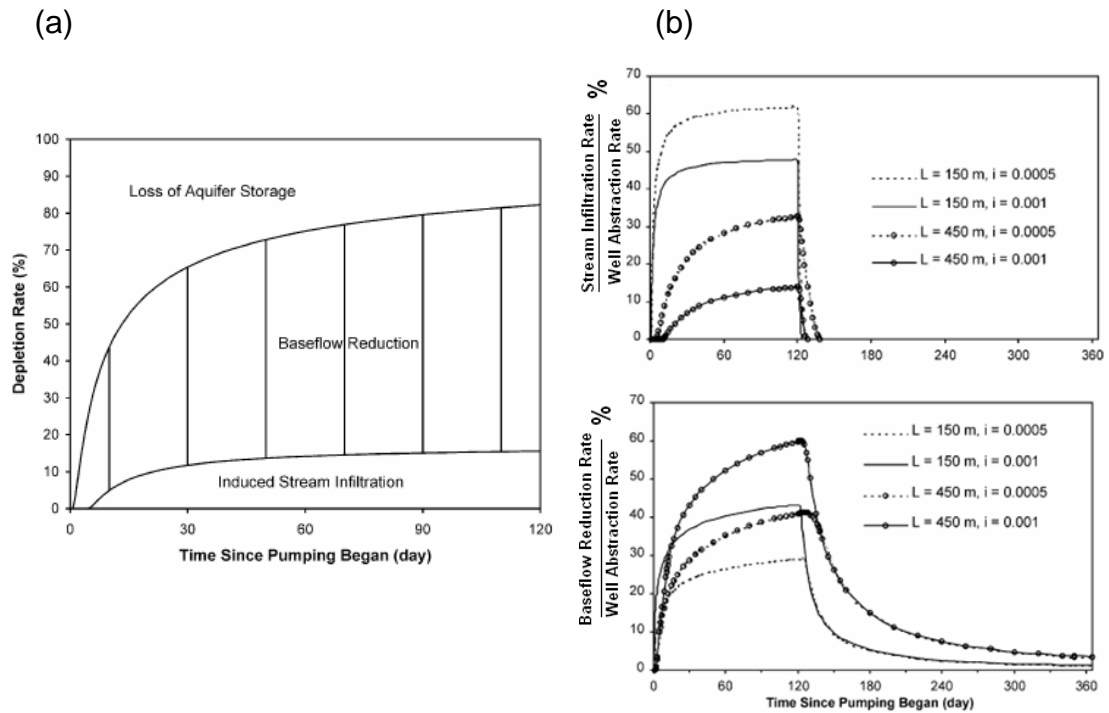 (a)
Depletion Rate (%)
100
90
80
70
60
50
40
30
20
10
0
Loss of Aquifer Storage
Baseflow Reduction
Induced Stream Infiltration
0 30 60 90 120
Time Since Pumping Began (day)
(b)
Stream Infiltration Rate
Well Abstraction Rate
%
70
60
50
40
30
20
10
0
L = 150 m, i = 0.0005
L = 150 m, i = 0.001
L = 450 m, i = 0.0005
L = 450 m, i = 0.001
0 60 120 180 240 300 360
Baseflow Reduction Rate
Well Abstraction Rate
%
70
60
50
40
30
20
10
0
L = 150 m, i = 0.0005
L = 150 m, i = 0.001
L = 450 m, i = 0.0005
L = 450 m, i = 0.001
0 60 120 180 240 300 360
Time Since Pumping Began (day)